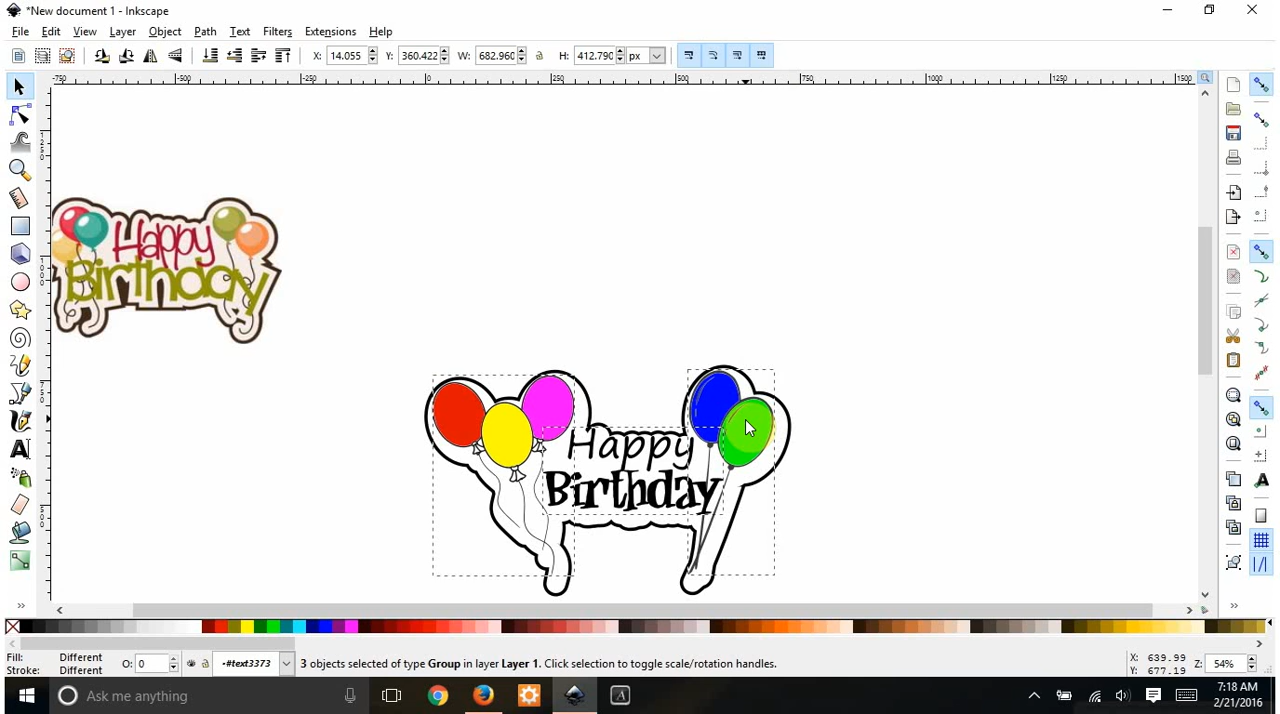 *New document 1 - Inkscape
File Edit View Layer Object Path Text Filters Extensions Help
X: 14.055 Y: 360.422 W: 682.960 H: 412.790 px
-750 -500 -250 0 250 500 750 1000 1250 1500
Happy
Birthday
Happy
Birthday
Fill: Different
Stroke: Different
O: 0
•#text3373
3 objects selected of type Group in layer Layer 1. Click selection to toggle scale/rotation handles.
X: 639.99
Y: 677.19
Z: 54%
Ask me anything
7:18 AM
2/21/2016